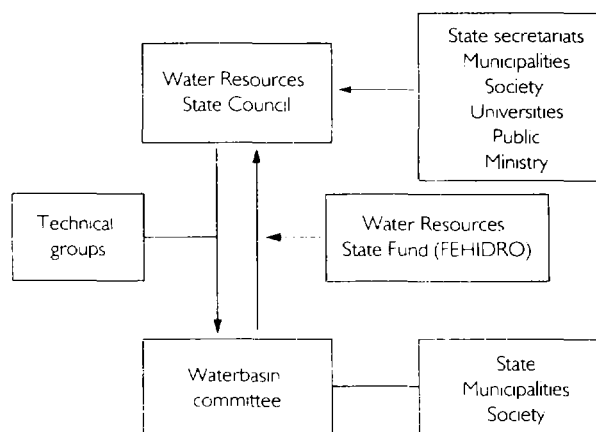 Water Resources
State Council
State secretariats
Municipalities
Society
Universities
Public
Ministry
Technical
groups
Water Resources
State Fund (FEHIDRO)
Waterbasin
committee
State
Municipalities
Society